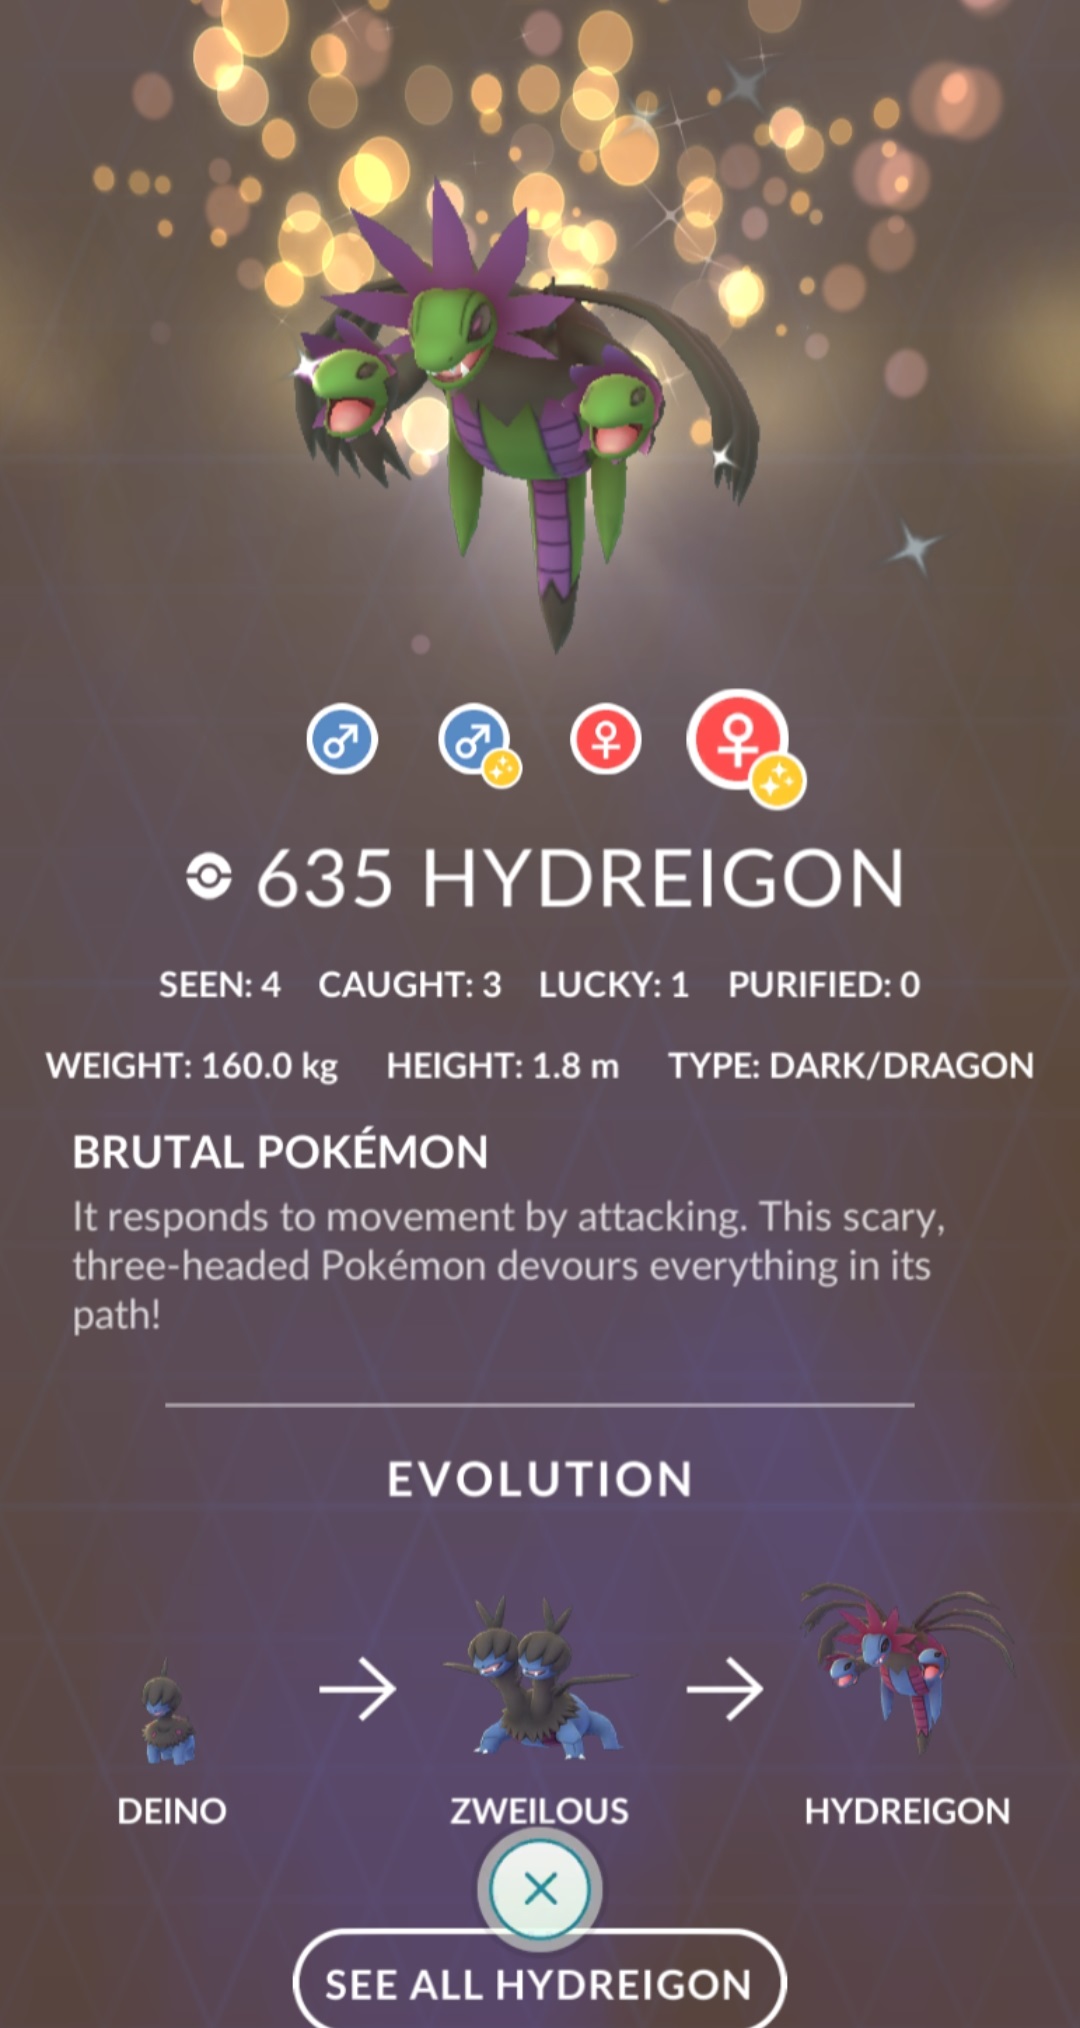 635 HYDREIGON
SEEN: 4 CAUGHT: 3 LUCKY: 1 PURIFIED: 0
WEIGHT: 160.0 kg HEIGHT: 1.8 m TYPE: DARK/DRAGON
BRUTAL POKÉMON
It responds to movement by attacking. This scary,
three-headed Pokémon devours everything in its
path!
EVOLUTION
DEINO ZWEILOUS HYDREIGON
SEE ALL HYDREIGON